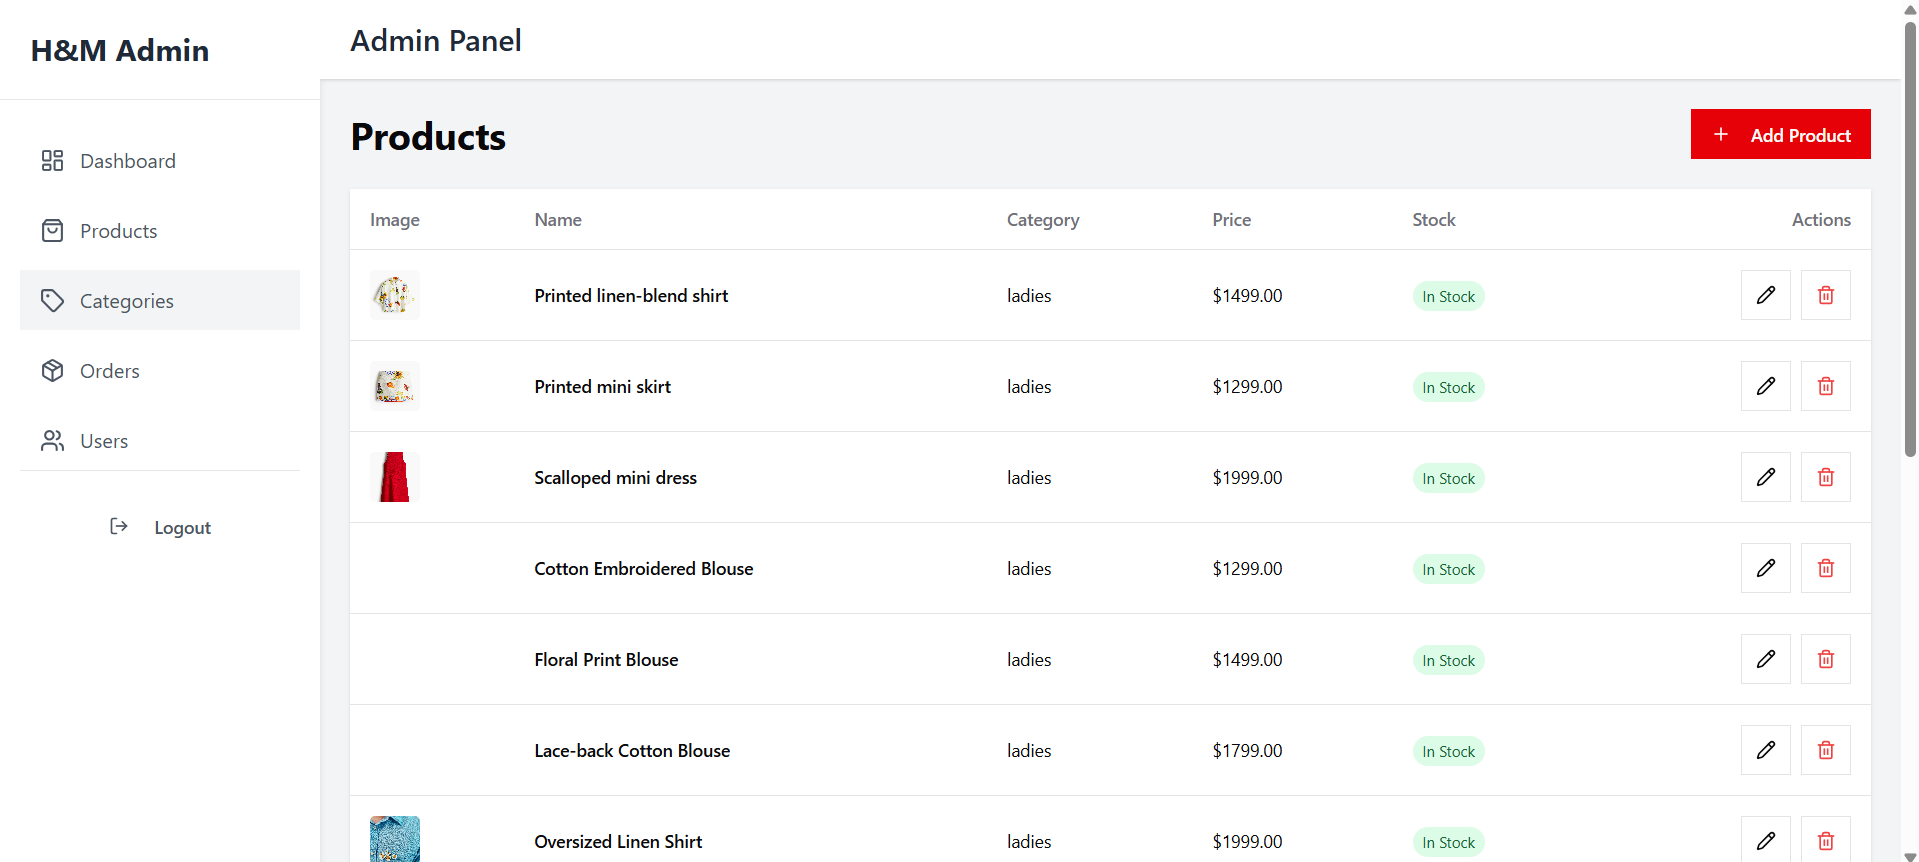 H&M Admin
Admin Panel
Dashboard
Products
Categories
Orders
Users
Logout
Products
Add Product
Image Name Category Price Stock Actions
Printed linen-blend shirt ladies $1499.00 In Stock
Printed mini skirt ladies $1299.00 In Stock
Scalloped mini dress ladies $1999.00 In Stock
Cotton Embroidered Blouse ladies $1299.00 In Stock
Floral Print Blouse ladies $1499.00 In Stock
Lace-back Cotton Blouse ladies $1799.00 In Stock
Oversized Linen Shirt ladies $1999.00 In Stock